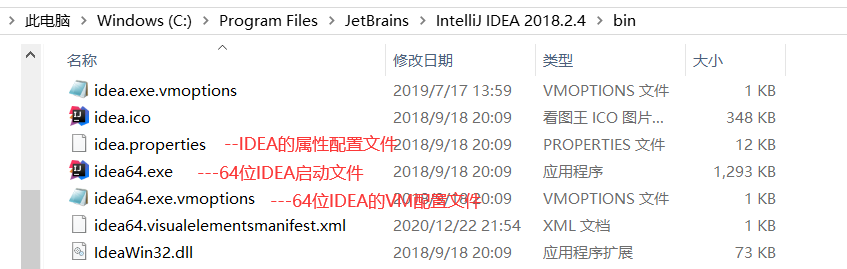 此电脑 > Windows (C:) > Program Files > JetBrains > IntelliJ IDEA 2018.2.4 > bin
名称 修改日期 类型 大小
idea.exe.vmoptions 2019/7/17 13:59 VMOPTIONS 文件 1 KB
idea.ico 2018/9/18 20:09 看图王 ICO 图片... 348 KB
idea.properties --IDEA的属性配置文件 2018/9/18 20:09 PROPERTIES 文件 12 KB
idea64.exe ---64位IDEA启动文件 2018/9/18 20:09 应用程序 1,293 KB
idea64.exe.vmoptions ---64位IDEA的VM配置文件 20:09 VMOPTIONS 文件 1 KB
idea64.visualelementsmanifest.xml 2020/12/22 21:54 XML 文档 1 KB
IdeaWin32.dll 2018/9/18 20:09 应用程序扩展 73 KB